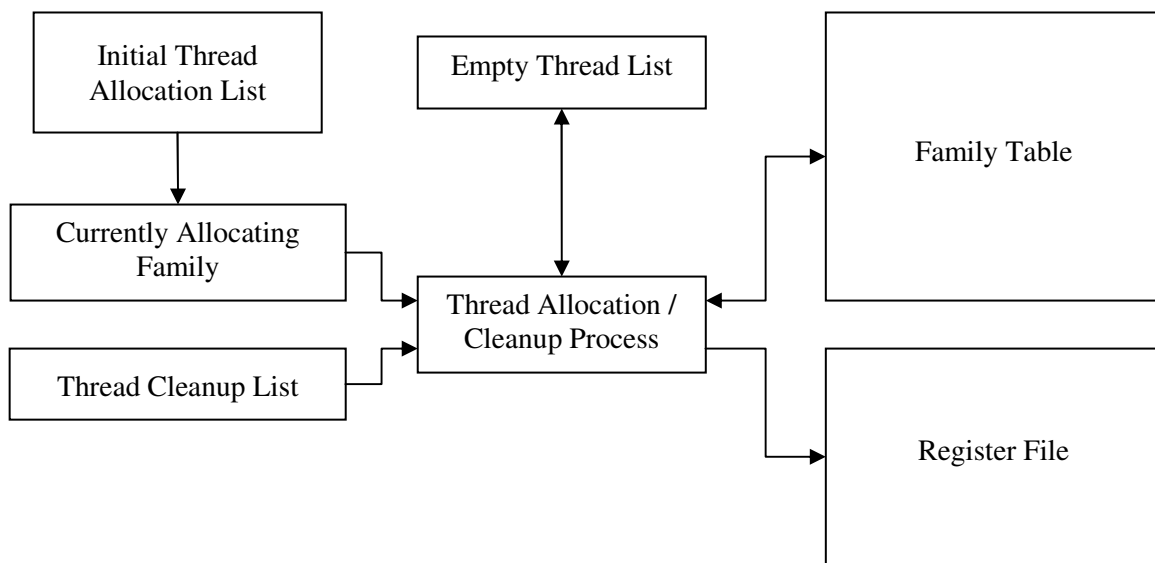 Initial Thread
Allocation List
Empty Thread List
Family Table
Currently Allocating
Family
Thread Allocation /
Cleanup Process
Thread Cleanup List
Register File